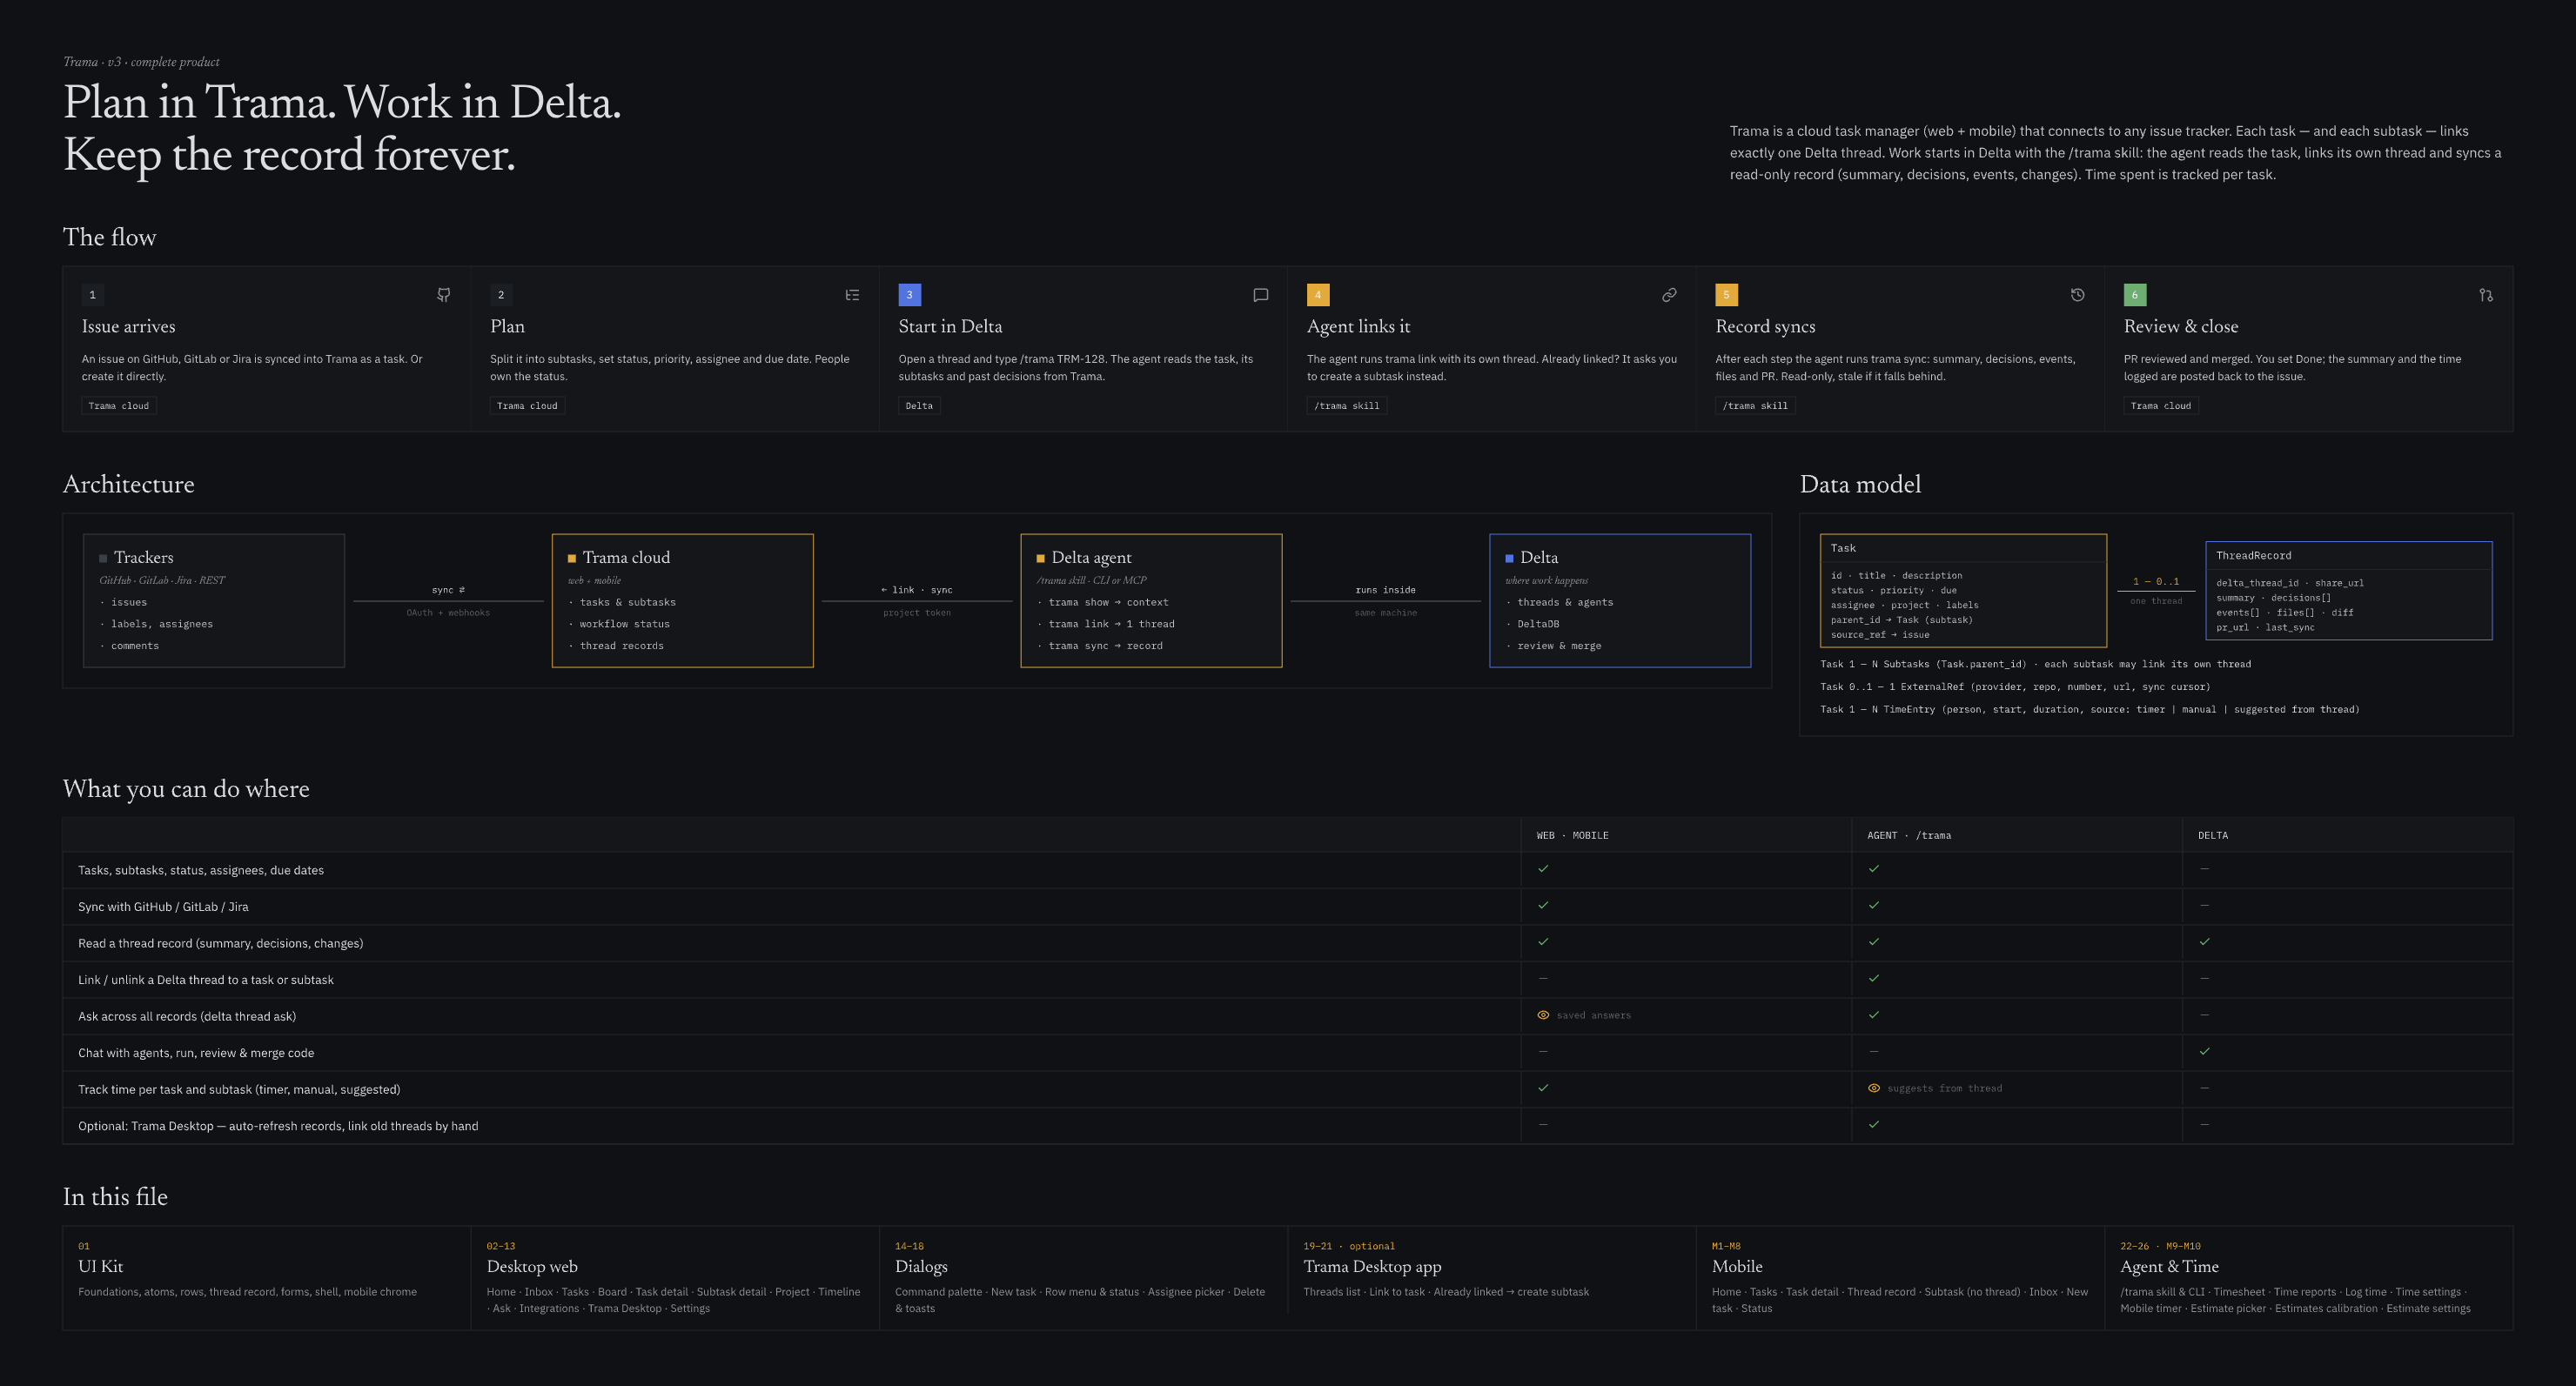 Trama · v3 · complete product
Plan in Trama. Work in Delta.
Keep the record forever.
Trama is a cloud task manager (web + mobile) that connects to any issue tracker. Each task — and each subtask — links
exactly one Delta thread. Work starts in Delta with the /trama skill: the agent reads the task, links its own thread and syncs a
read-only record (summary, decisions, events, changes). Time spent is tracked per task.
The flow
1
Issue arrives
An issue on GitHub, GitLab or Jira is synced into Trama as a task. Or
create it directly.
Trama cloud
2
Plan
Split it into subtasks, set status, priority, assignee and due date. People
own the status.
Trama cloud
3
Start in Delta
Open a thread and type /trama TRM-128. The agent reads the task, its
subtasks and past decisions from Trama.
Delta
4
Agent links it
The agent runs trama link with its own thread. Already linked? It asks you
to create a subtask instead.
/trama skill
5
Record syncs
After each step the agent runs trama sync: summary, decisions, events,
files and PR. Read-only, stale if it falls behind.
/trama skill
6
Review & close
PR reviewed and merged. You set Done; the summary and the time
logged are posted back to the issue.
Trama cloud
Architecture
Trackers
GitHub · GitLab · Jira · REST
· issues
· labels, assignees
· comments
sync ⇄
OAuth + webhooks
Trama cloud
web + mobile
· tasks & subtasks
· workflow status
· thread records
← link · sync
project token
Delta agent
/trama skill · CLI or MCP
· trama show → context
· trama link → 1 thread
· trama sync → record
runs inside
same machine
Delta
where work happens
· threads & agents
· DeltaDB
· review & merge
Data model
Task
id · title · description
status · priority · due
assignee · project · labels
parent_id → Task (subtask)
source_ref → issue
1 — 0..1
one thread
ThreadRecord
delta_thread_id · share_url
summary · decisions[]
events[] · files[] · diff
pr_url · last_sync
Task 1 — N Subtasks (Task.parent_id) · each subtask may link its own thread
Task 0..1 — 1 ExternalRef (provider, repo, number, url, sync cursor)
Task 1 — N TimeEntry (person, start, duration, source: timer | manual | suggested from thread)
What you can do where
WEB · MOBILE
AGENT · /trama
DELTA
Tasks, subtasks, status, assignees, due dates
✓ ✓ —
Sync with GitHub / GitLab / Jira
✓ ✓ —
Read a thread record (summary, decisions, changes)
✓ ✓ ✓
Link / unlink a Delta thread to a task or subtask
— ✓ —
Ask across all records (delta thread ask)
saved answers ✓ —
Chat with agents, run, review & merge code
— — ✓
Track time per task and subtask (timer, manual, suggested)
✓ suggests from thread —
Optional: Trama Desktop — auto-refresh records, link old threads by hand
— ✓
In this file
01
UI Kit
Foundations, atoms, rows, thread record, forms, shell, mobile chrome
02–13
Desktop web
Home · Inbox · Tasks · Board · Task detail · Subtask detail · Project · Timeline
· Ask · Integrations · Trama Desktop · Settings
14–18
Dialogs
Command palette · New task · Row menu & status · Assignee picker · Delete
& toasts
19–21 · optional
Trama Desktop app
Threads list · Link to task · Already linked → create subtask
M1–M8
Mobile
Home · Tasks · Task detail · Thread record · Subtask (no thread) · Inbox · New
task · Status
22–26 · M9–M10
Agent & Time
/trama skill & CLI · Timesheet · Time reports · Log time · Time settings ·
Mobile timer · Estimate picker · Estimates calibration · Estimate settings